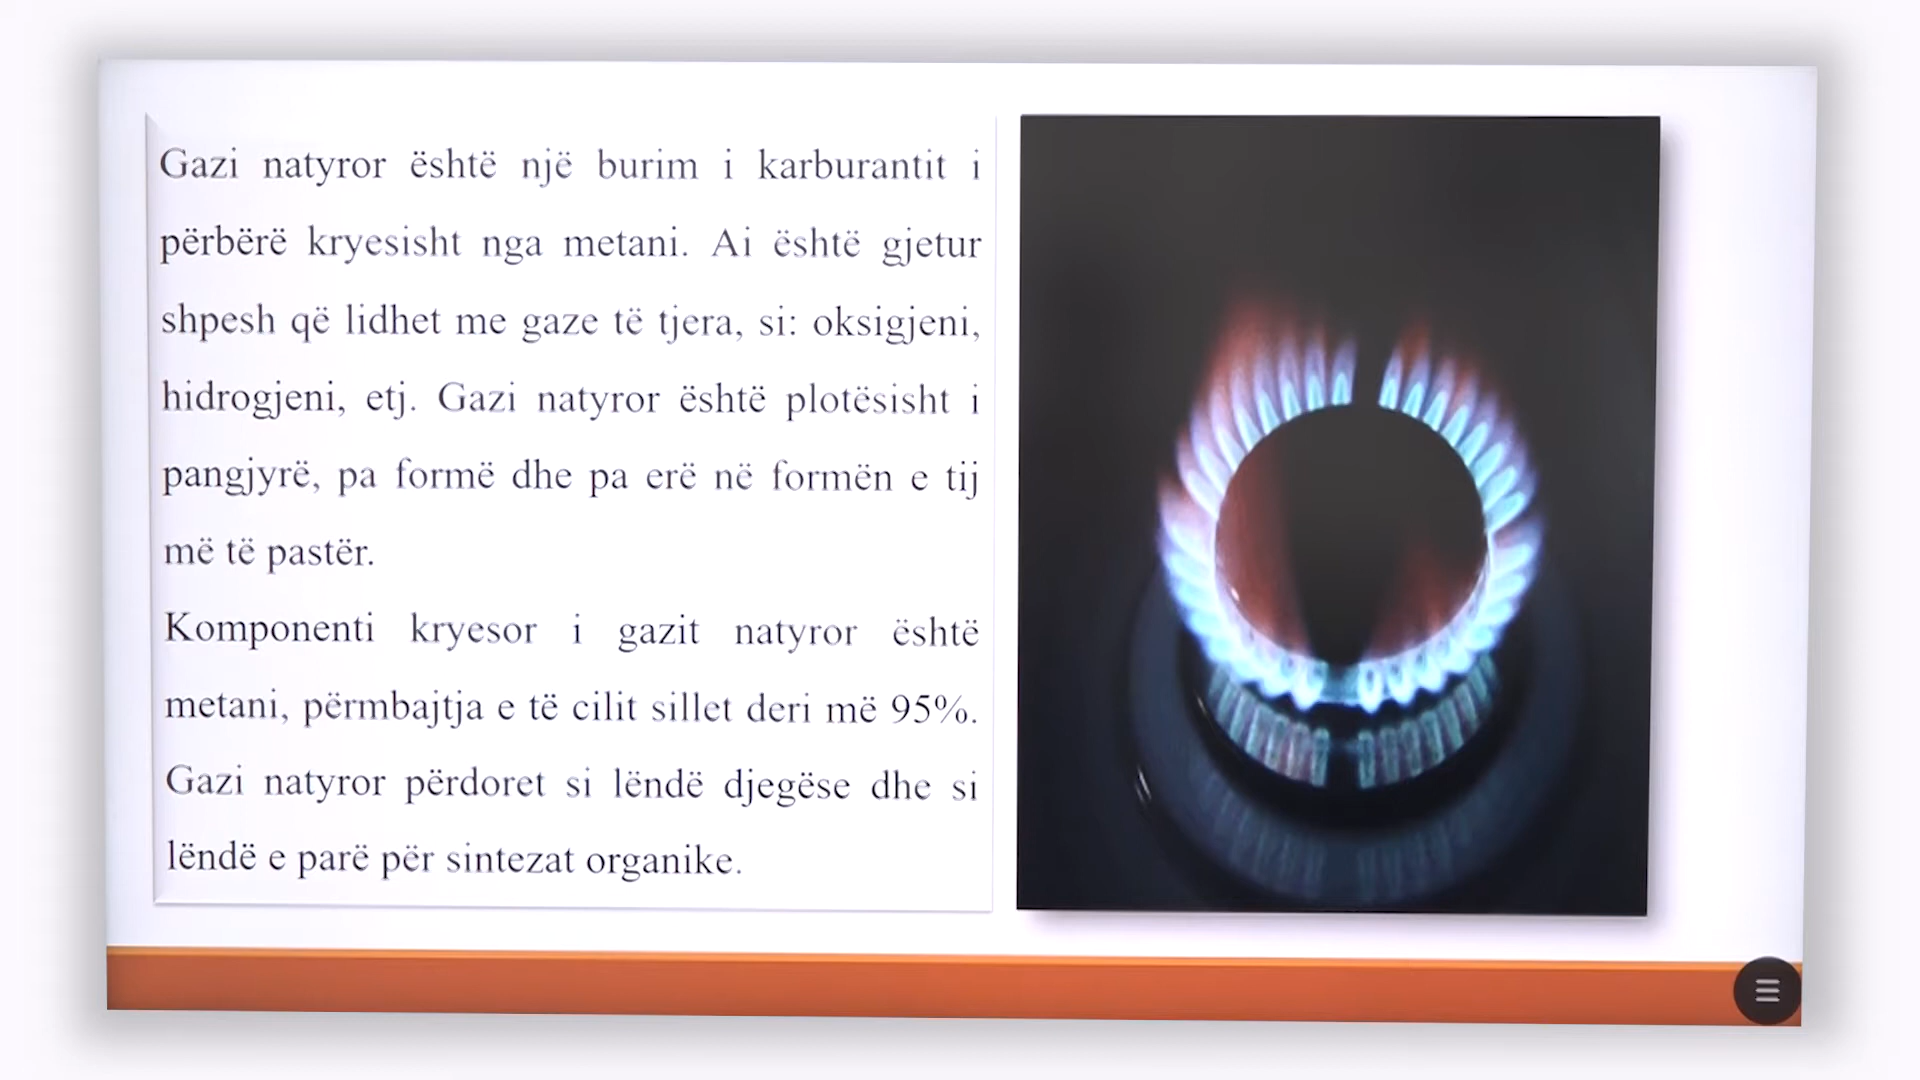 Gazi natyror është një burim i karburantit i
përbërë kryesisht nga metani. Ai është gjetur
shpesh që lidhet me gaze të tjera, si: oksigjeni,
hidrogjeni, etj. Gazi natyror është plotësisht i
pangjyrë, pa formë dhe pa erë në formën e tij
më të pastër.
Komponenti kryesor i gazit natyror është
metani, përmbajtja e të cilit sillet deri më 95%.
Gazi natyror përdoret si lëndë djegëse dhe si
lëndë e parë për sintezat organike.